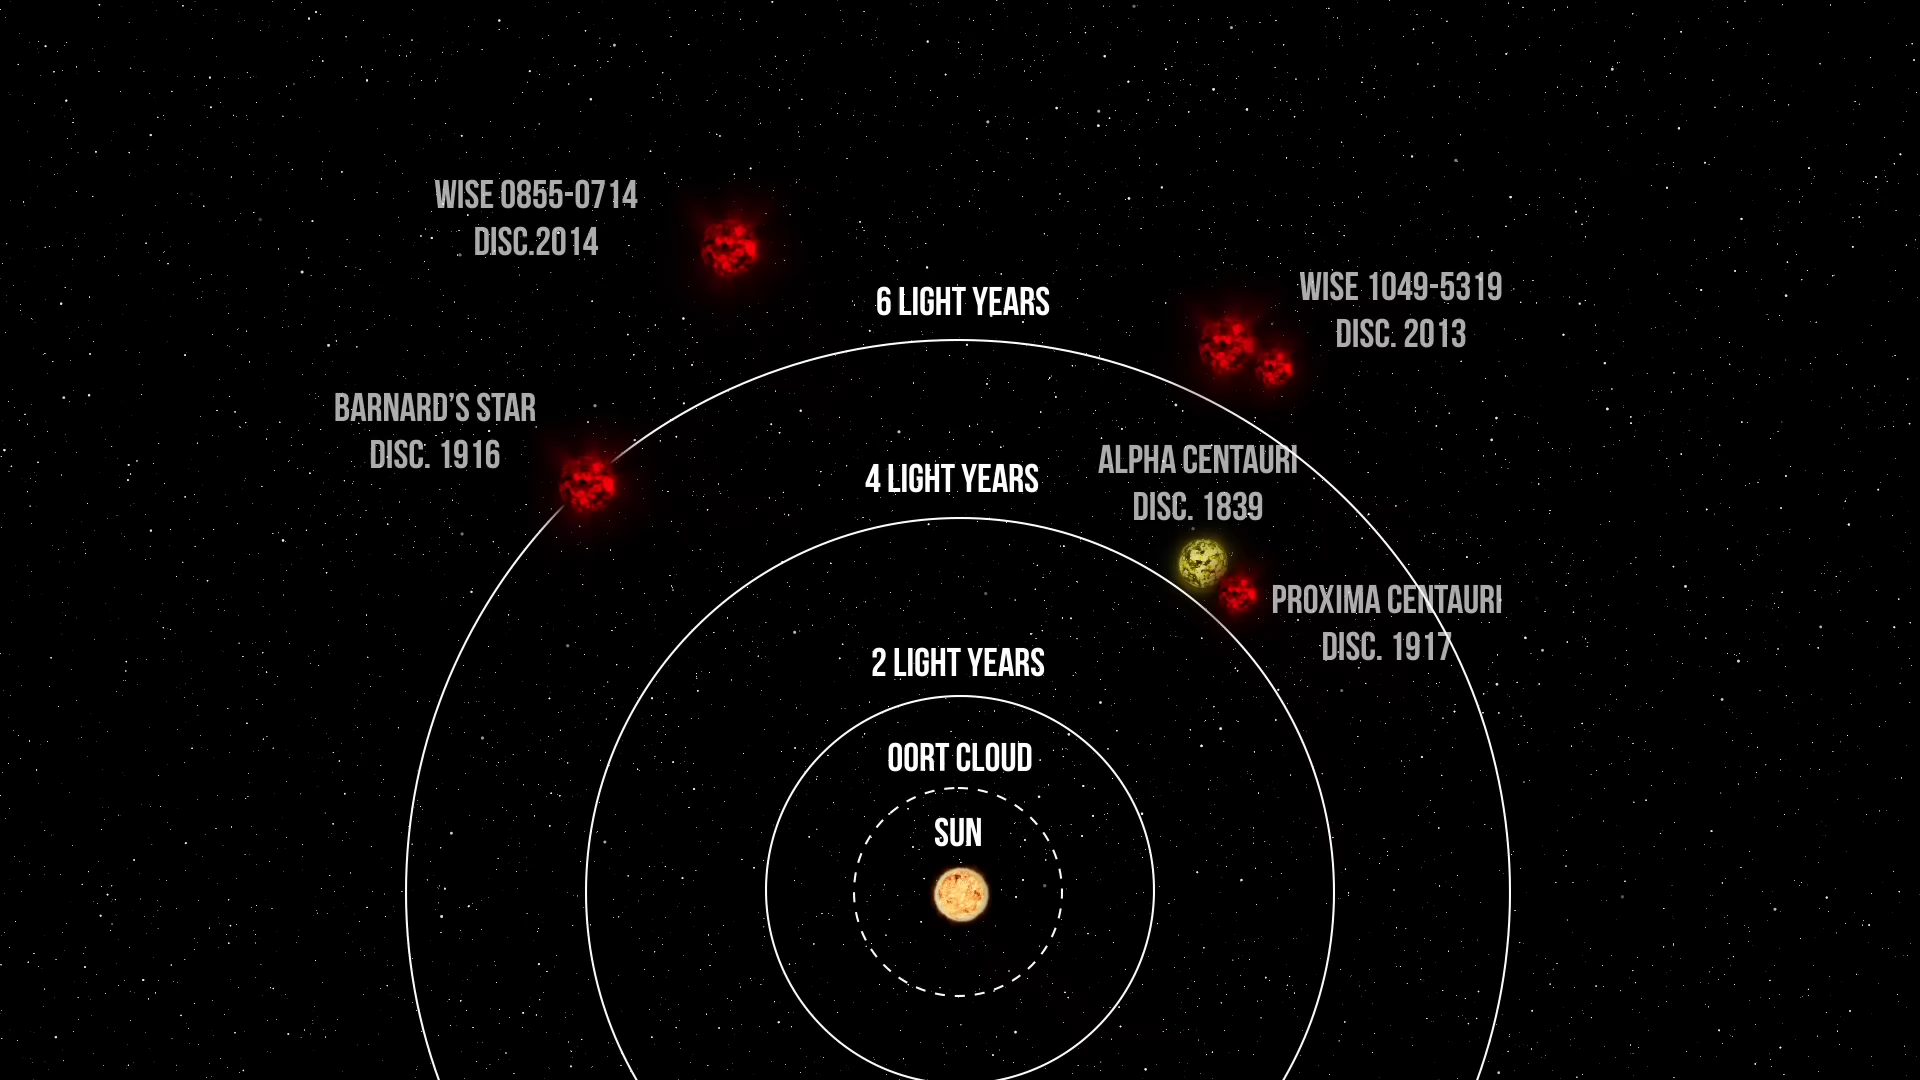 WISE 0855-0714
DISC.2014
WISE 1049-5319
DISC. 2013
6 LIGHT YEARS
BARNARD'S STAR
DISC. 1916
ALPHA CENTAURI
DISC. 1839
4 LIGHT YEARS
PROXIMA CENTAURI
DISC. 1917
2 LIGHT YEARS
OORT CLOUD
SUN